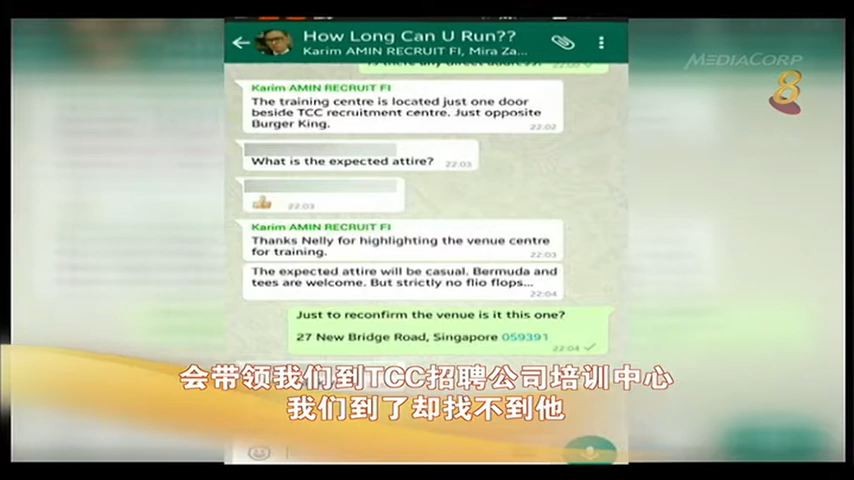 How Long Can U Run??
Karim AMIN RECRUIT FI, Mira Za...
MEDIACORP
8
Is there any direct address?
Karim AMIN RECRUIT FI
The training centre is located just one door
beside TCC recruitment centre. Just opposite
Burger King.
22:02
What is the expected attire?
22:03
22:03
Karim AMIN RECRUIT FI
Thanks Nelly for highlighting the venue centre
for training.
22:03
The expected attire will be casual. Bermuda and
tees are welcome. But strictly no flio flops...
22:04
Just to reconfirm the venue is it this one?
27 New Bridge Road, Singapore 059391
22:04
会带领我们到TCC招聘公司培训中心
我们到了却找不到他